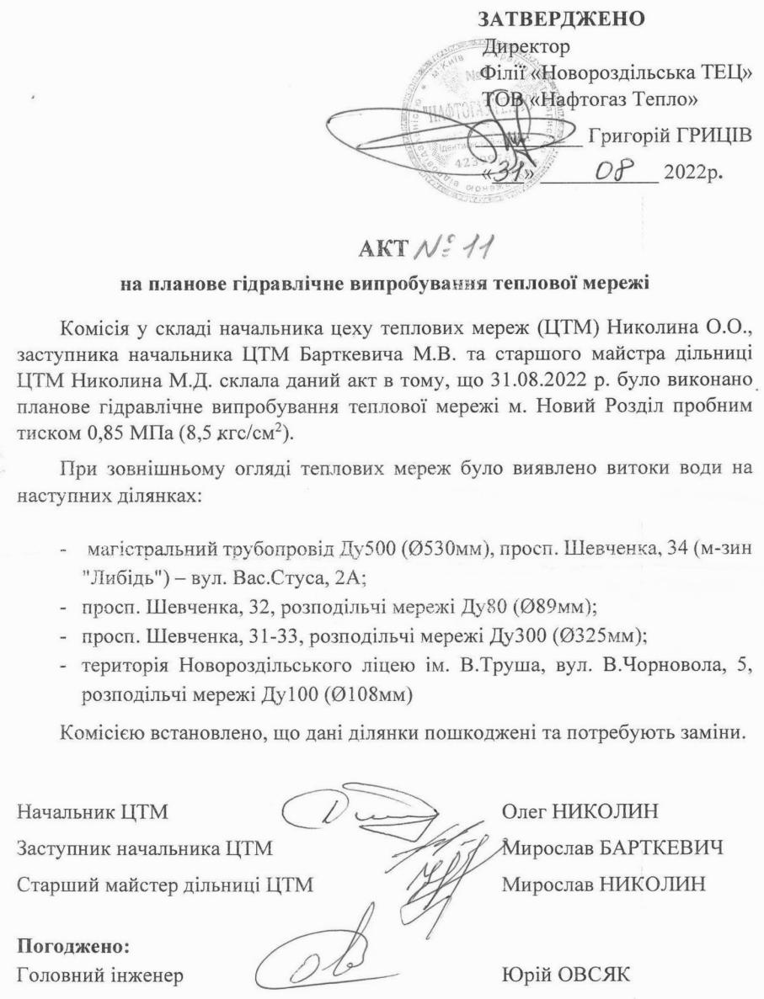 ЗАТВЕРДЖЕНО
Директор
Філії «Новороздільська ТЕЦ»
ТОВ «Нафтогаз Тепло»
Григорій ГРИЦІВ
«31» 08 2022р.
АКТ № 11
на планове гідравлічне випробування теплової мережі
Комісія у складі начальника цеху теплових мереж (ЦТМ) Николина О.О.,
заступника начальника ЦТМ Барткевича М.В. та старшого майстра дільниці
ЦТМ Николина М.Д. склала даний акт в тому, що 31.08.2022 р. було виконано
планове гідравлічне випробування теплової мережі м. Новий Розділ пробним
тиском 0,85 МПа (8,5 кгс/см²).
При зовнішньому огляді теплових мереж було виявлено витоки води на
наступних ділянках:
- магістральний трубопровід Ду500 (Ø530мм), просп. Шевченка, 34 (м-зин
"Либідь") – вул. Вас.Стуса, 2А;
- просп. Шевченка, 32, розподільчі мережі Ду80 (Ø89мм);
- просп. Шевченка, 31-33, розподільчі мережі Ду300 (Ø325мм);
- територія Новороздільського ліцею ім. В.Труша, вул. В.Чорновола, 5,
розподільчі мережі Ду100 (Ø108мм)
Комісією встановлено, що дані ділянки пошкоджені та потребують заміни.
Начальник ЦТМ Олег НИКОЛИН
Заступник начальника ЦТМ Мирослав БАРТКЕВИЧ
Старший майстер дільниці ЦТМ Мирослав НИКОЛИН
Погоджено:
Головний інженер Юрій ОВСЯК